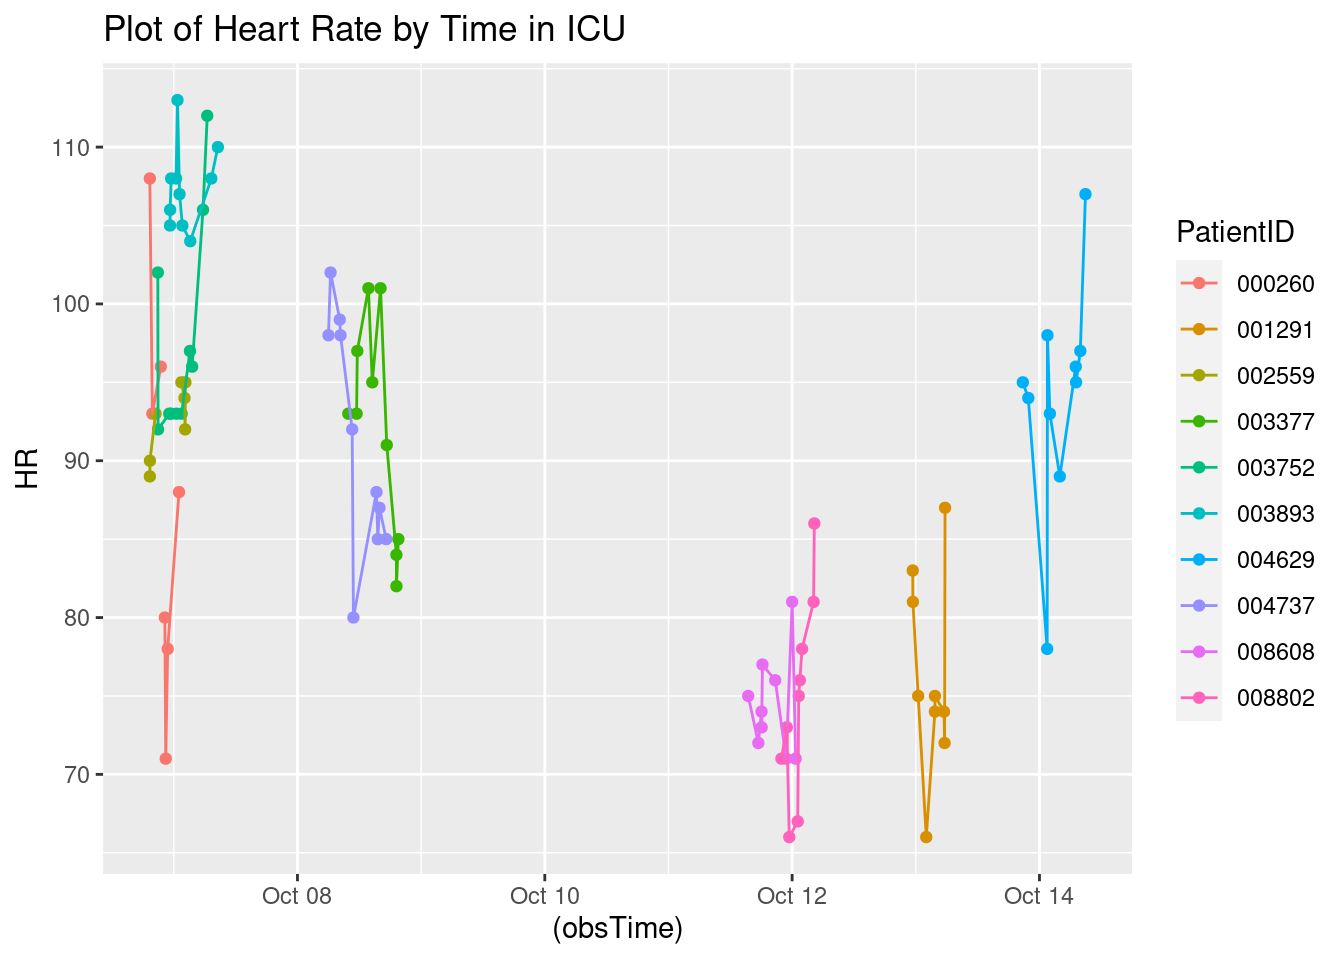 Plot of Heart Rate by Time in ICU
110
100
90
80
70
HR
Oct 08
Oct 10
Oct 12
Oct 14
(obsTime)
PatientID
000260
001291
002559
003377
003752
003893
004629
004737
008608
008802